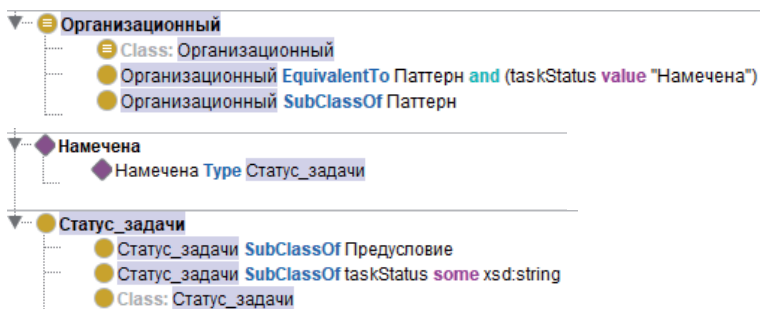 Организационный
Class: Организационный
Организационный EquivalentTo Паттерн and (taskStatus value "Намечена")
Организационный SubClassOf Паттерн
Намечена
Намечена Type Статус_задачи
Статус_задачи
Статус_задачи SubClassOf Предусловие
Статус_задачи SubClassOf taskStatus some xsd:string
Class: Статус_задачи